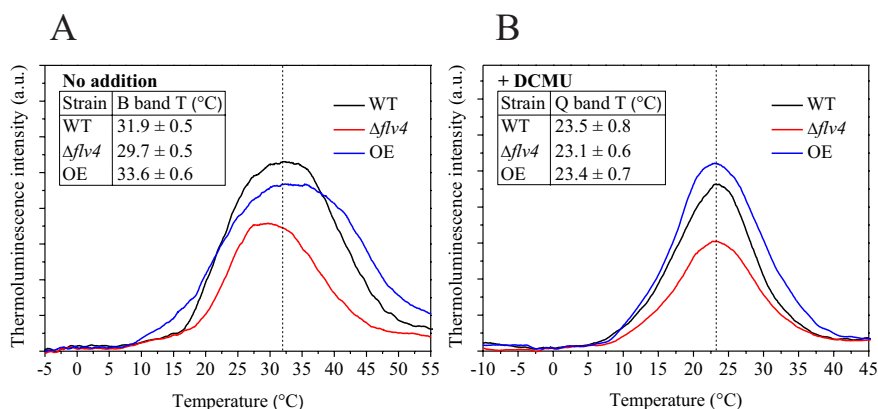 A
No addition
Strain B band T (°C)
WT 31.9 ± 0.5
Δflv4 29.7 ± 0.5
OE 33.6 ± 0.6
WT
Δflv4
OE
Thermoluminescence intensity (a.u.)
-5 0 5 10 15 20 25 30 35 40 45 50 55
Temperature (°C)
B
+ DCMU
Strain Q band T (°C)
WT 23.5 ± 0.8
Δflv4 23.1 ± 0.6
OE 23.4 ± 0.7
WT
Δflv4
OE
Thermoluminescence intensity (a.u.)
-10 -5 0 5 10 15 20 25 30 35 40 45
Temperature (°C)